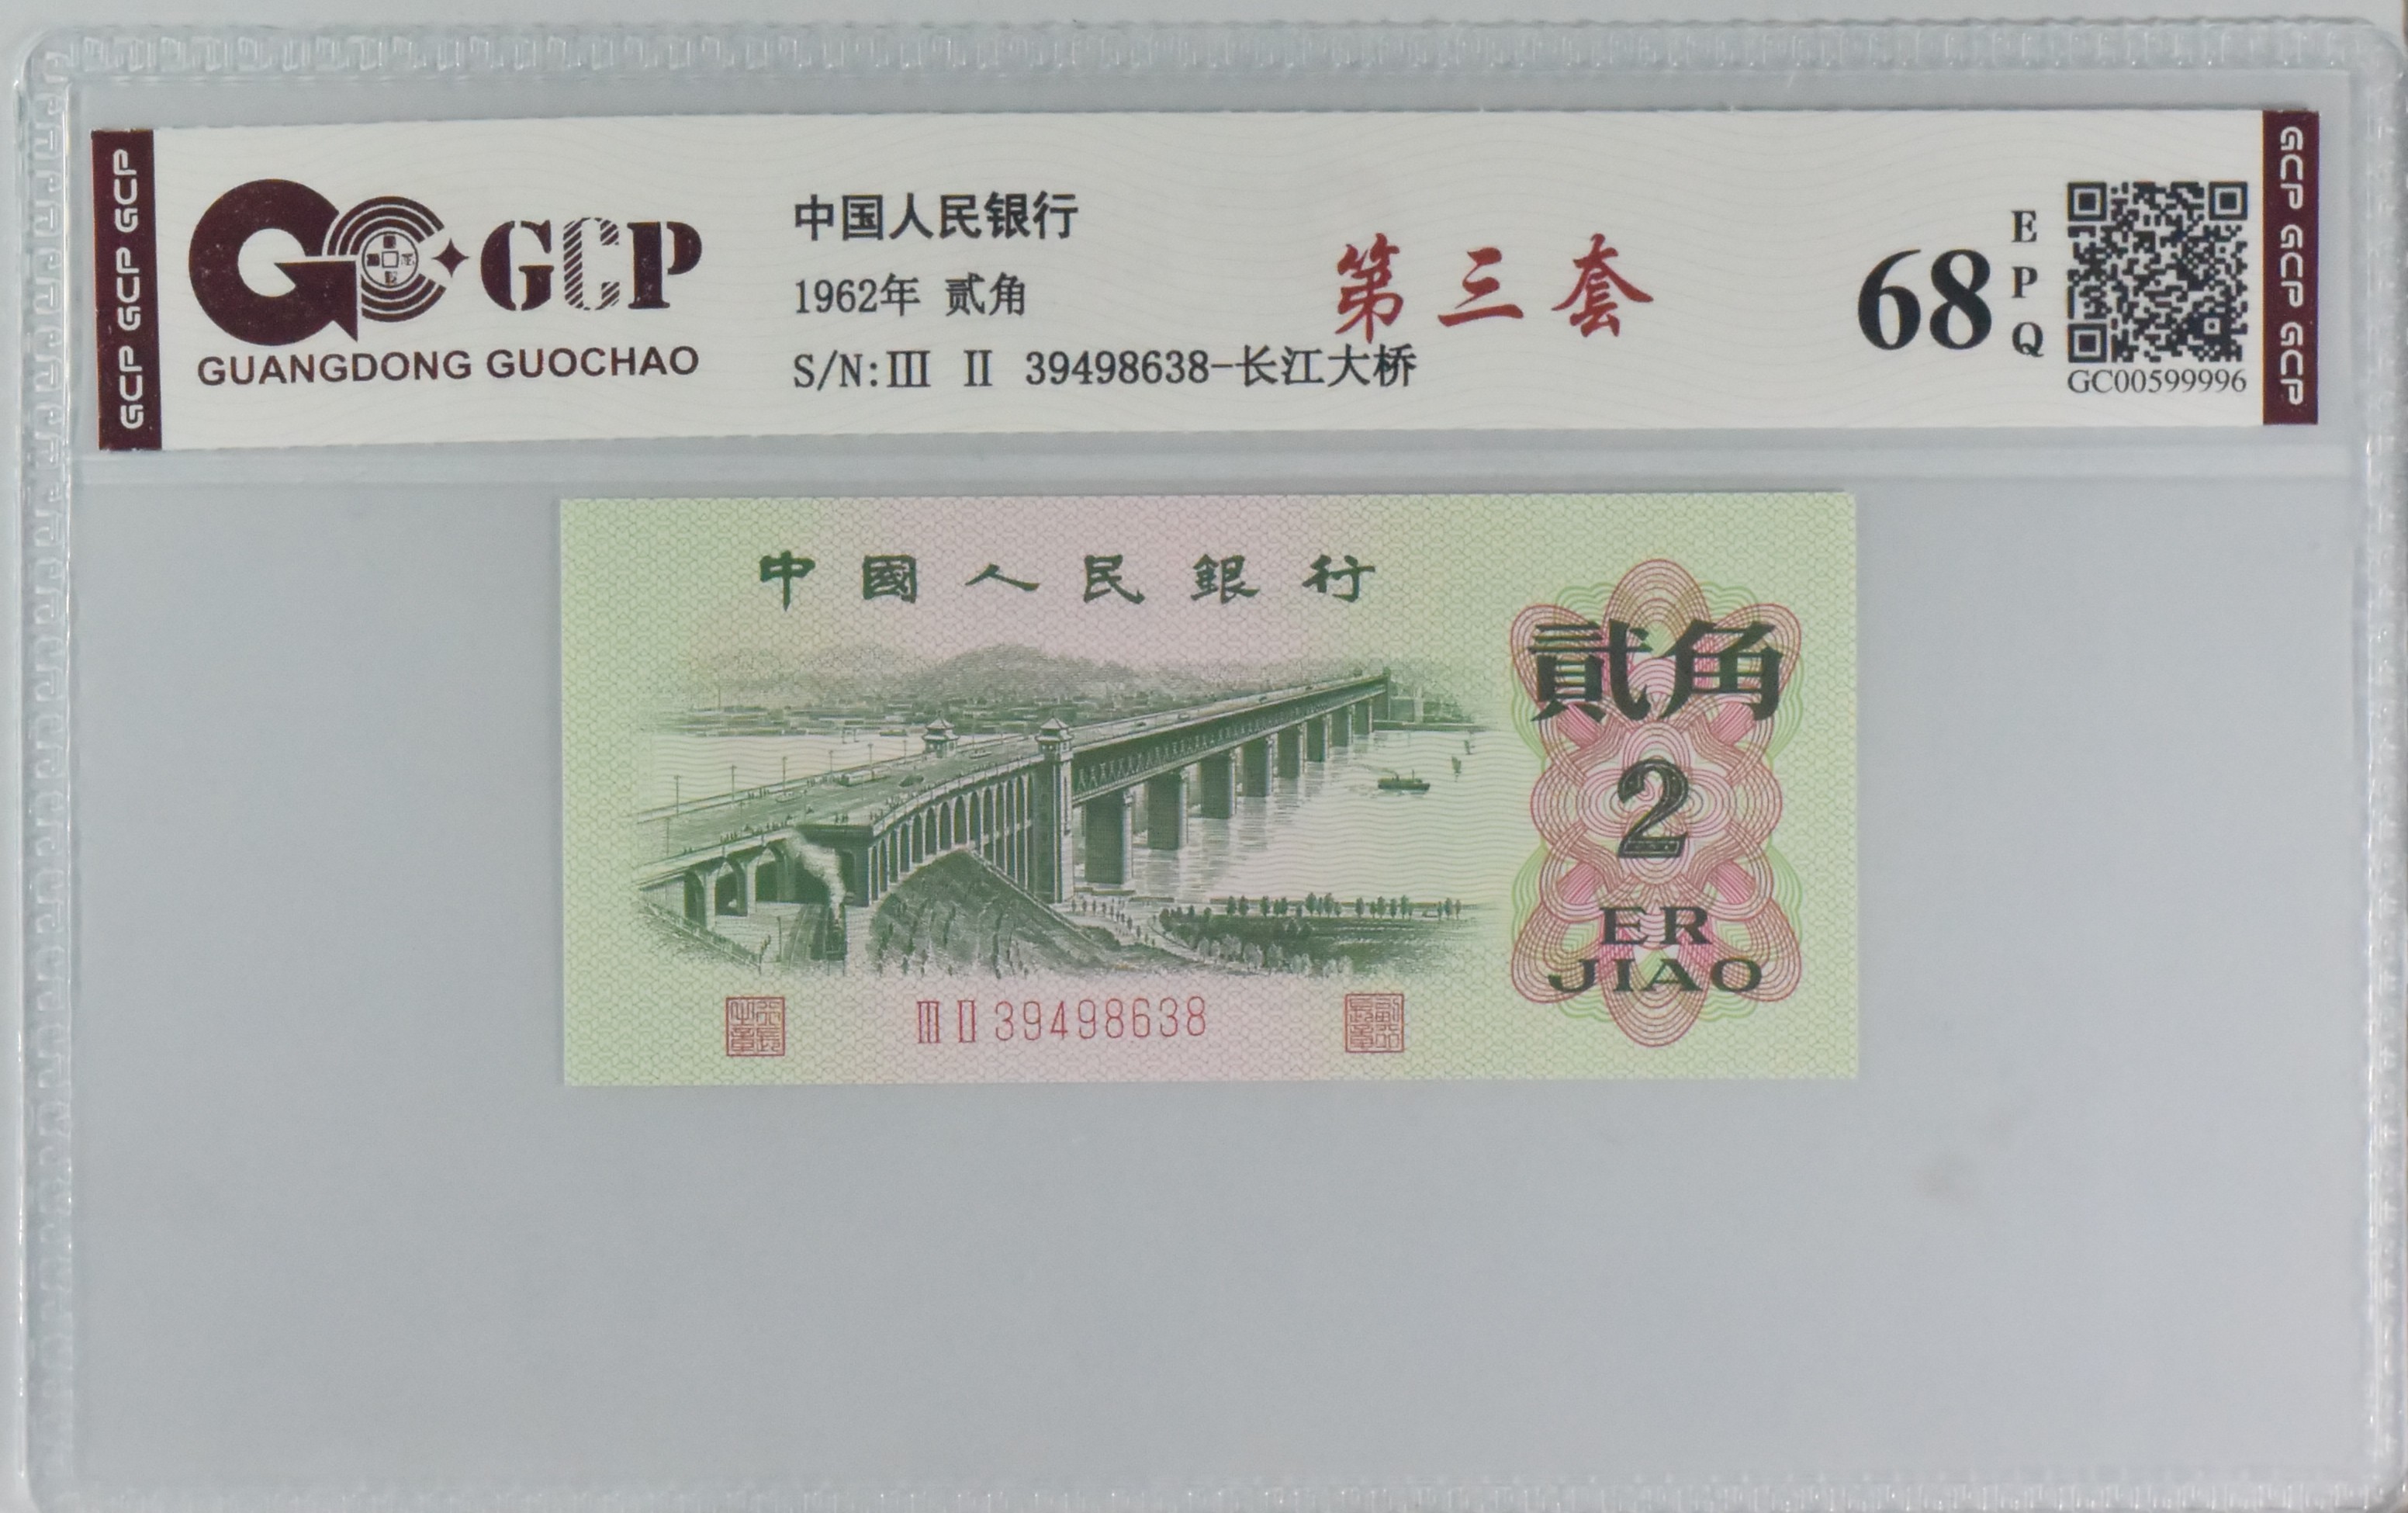 GCP GCP GCP
GCP
GUANGDONG GUOCHAO
中国人民银行
1962年 贰角
S/N:Ⅲ Ⅱ 39498638-长江大桥
第三套
68
EPQ
GC00599996
GCP GCP GCP
中國人民銀行
貳角
2
ER
JIAO
Ⅲ Ⅱ 39498638